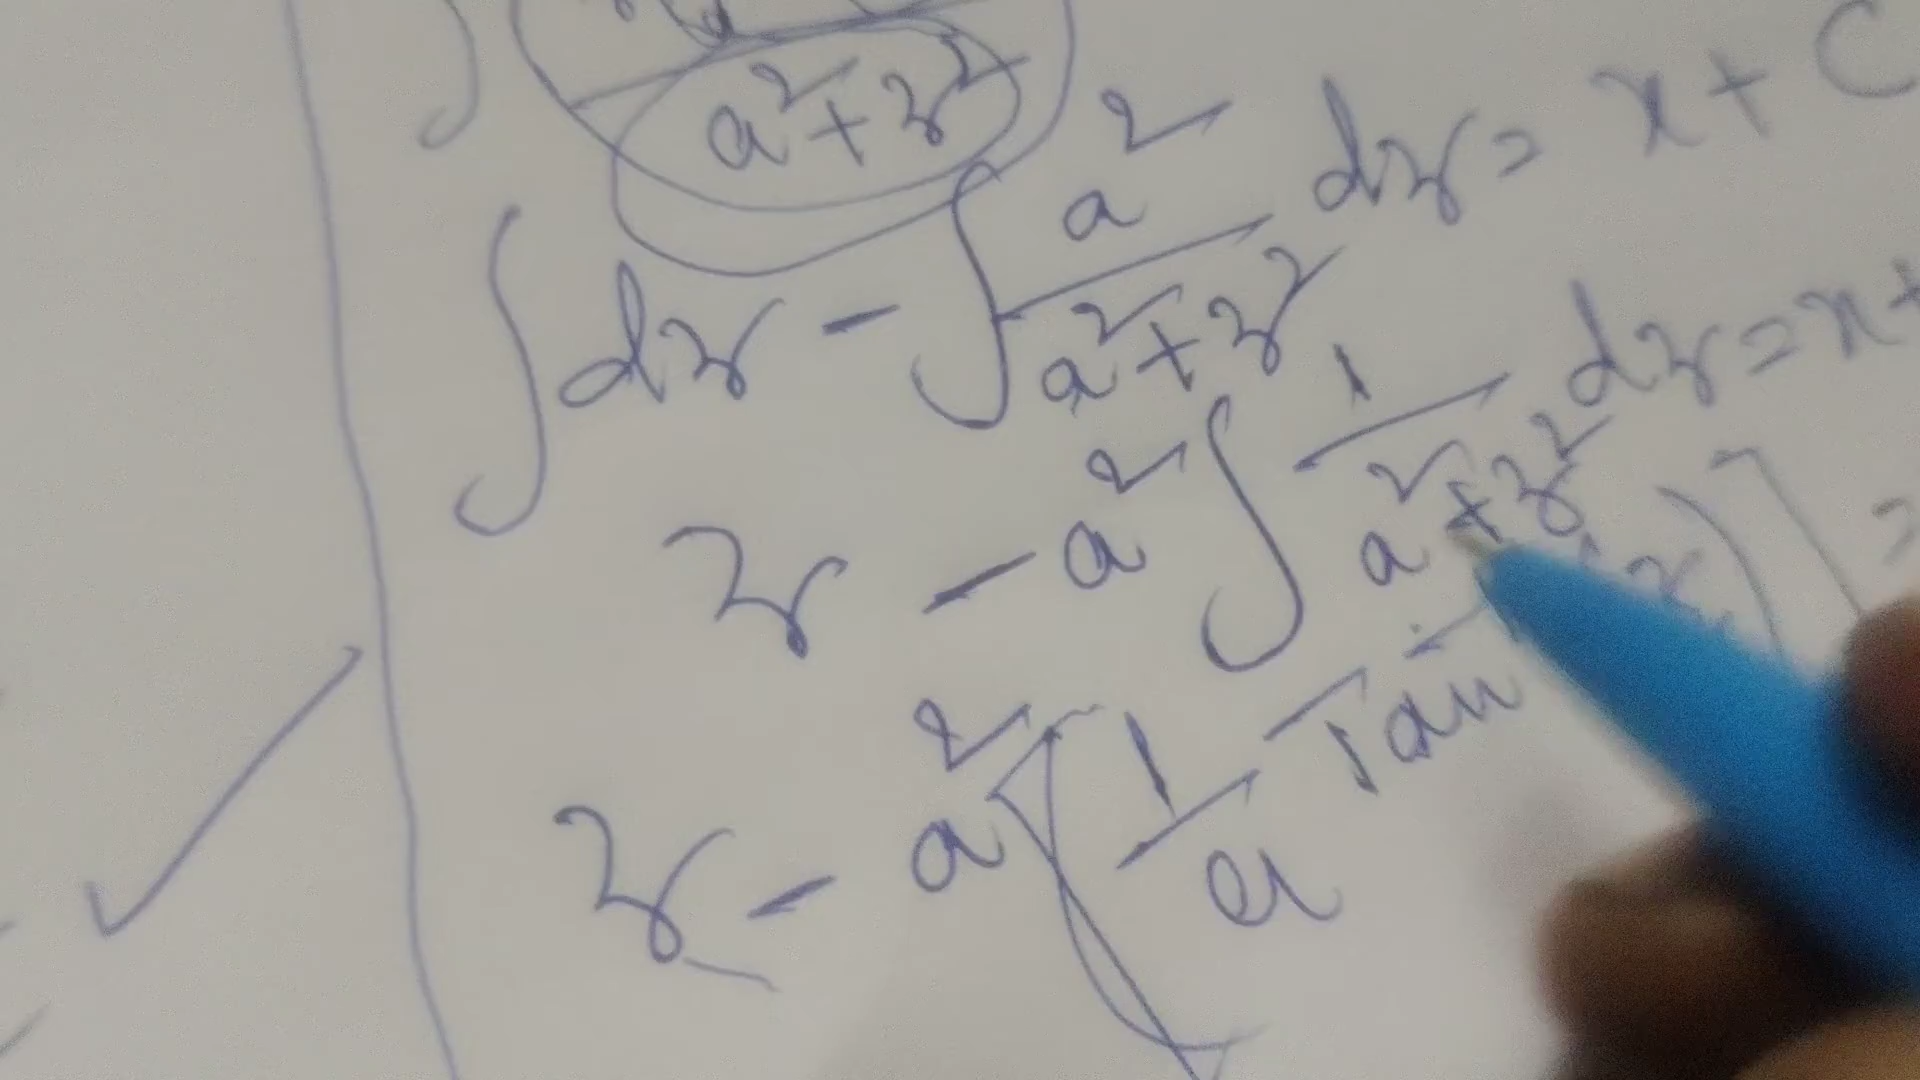 a² + z²
∫ dz - ∫ a² / (a² + z²) dz = x + C
z - a² ∫ 1 / (a² + z²) dz = x +
z - a² ( 1/a Tan